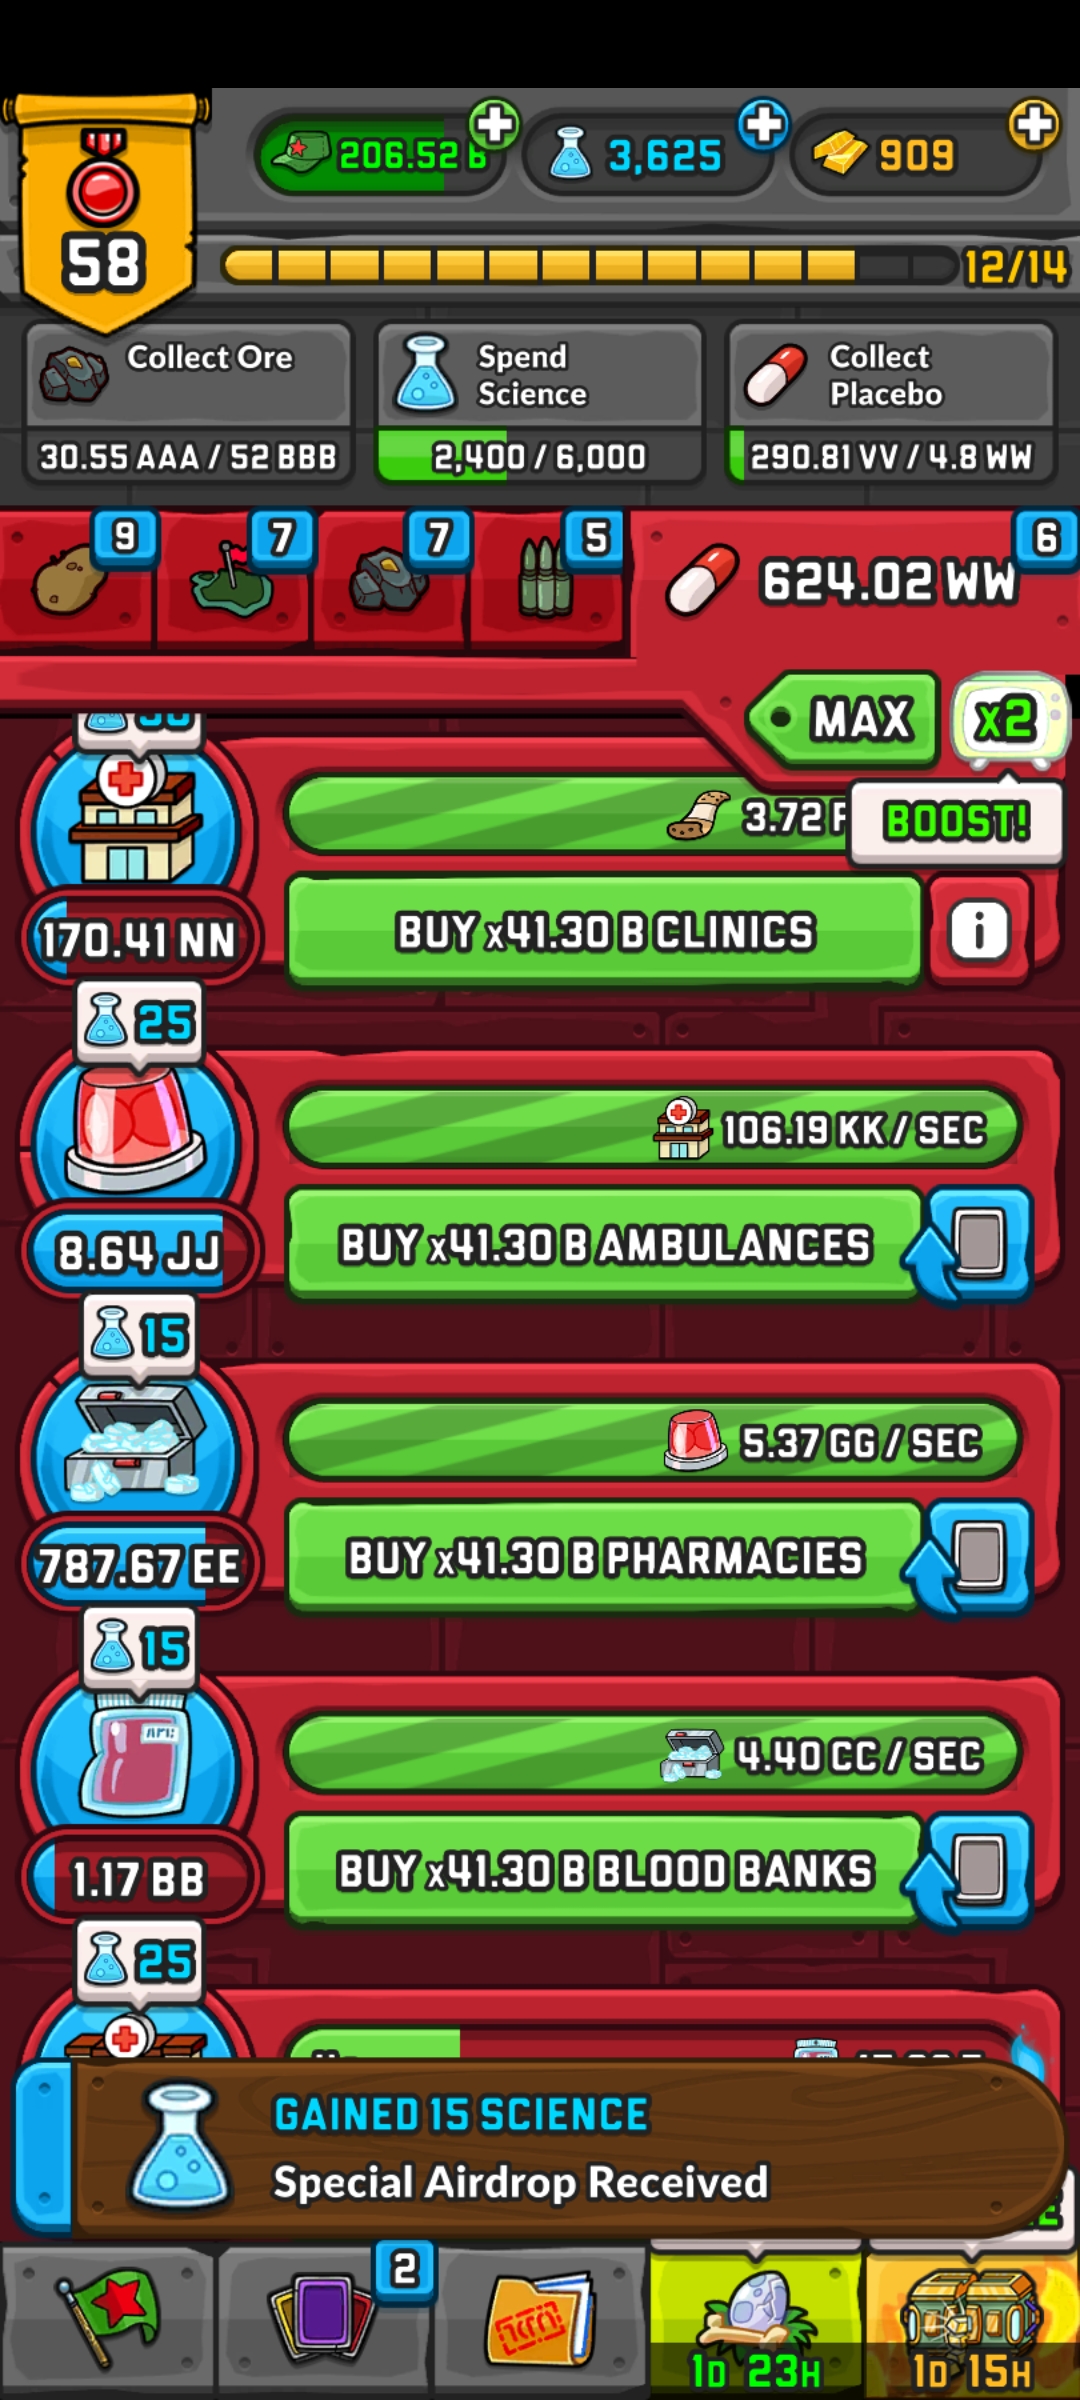 206.52 B
3,625
909
58
12/14
Collect Ore
30.55 AAA / 52 BBB
Spend
Science
2,400 / 6,000
Collect
Placebo
290.81 VV / 4.8 WW
9
7
7
5
6
624.02 WW
MAX
x2
BOOST!
3.72
170.41 NN
BUY x41.30 B CLINICS
i
25
106.19 KK / SEC
8.64 JJ
BUY x41.30 B AMBULANCES
15
5.37 GG / SEC
787.67 EE
BUY x41.30 B PHARMACIES
15
4.40 CC / SEC
1.17 BB
BUY x41.30 B BLOOD BANKS
25
GAINED 15 SCIENCE
Special Airdrop Received
2
1D 23H
1D 15H